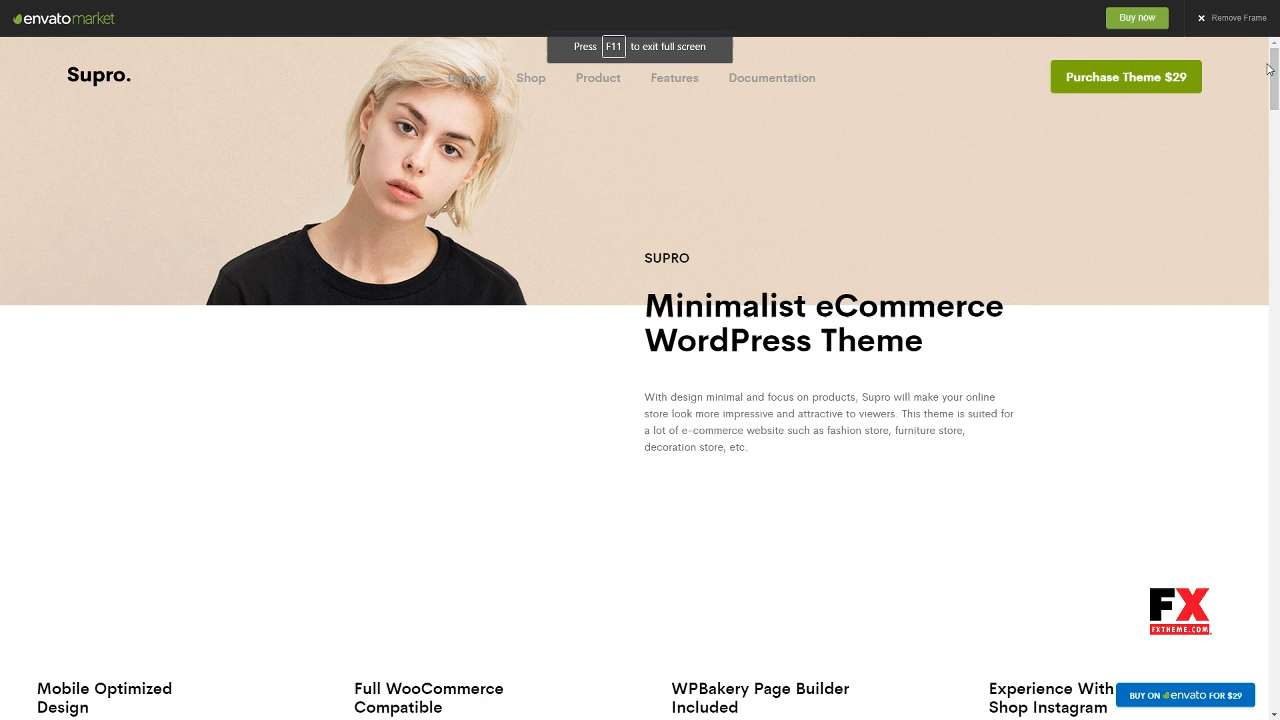 envatomarket
Buy now
✕ Remove Frame
Press F11 to exit full screen
Supro.
Shop
Product
Features
Documentation
Purchase Theme $29
SUPRO
Minimalist eCommerce
WordPress Theme
With design minimal and focus on products, Supro will make your online
store look more impressive and attractive to viewers. This theme is suited for
a lot of e-commerce website such as fashion store, furniture store,
decoration store, etc.
FX
FXTHEME.COM
Mobile Optimized
Design
Full WooCommerce
Compatible
WPBakery Page Builder
Included
Experience With
Shop Instagram
BUY ON envato FOR $29